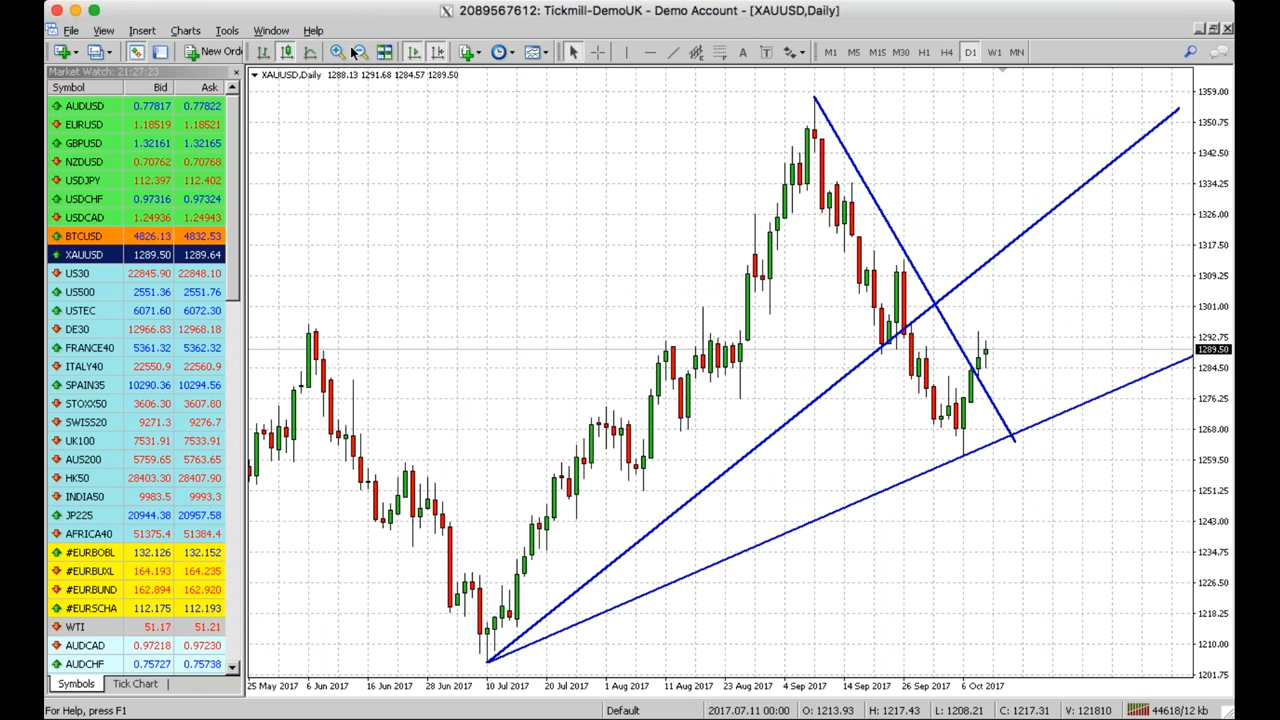 2089567612: Tickmill-DemoUK - Demo Account - [XAUUSD,Daily]
File View Insert Charts Tools Window Help
New Orde M1 M5 M15 M30 H1 H4 D1 W1 MN
Market Watch: 21:27:23
Symbol Bid Ask
AUDUSD 0.77817 0.77822
EURUSD 1.18519 1.18521
GBPUSD 1.32161 1.32165
NZDUSD 0.70762 0.70768
USDJPY 112.397 112.402
USDCHF 0.97316 0.97324
USDCAD 1.24936 1.24943
BTCUSD 4826.13 4832.53
XAUUSD 1289.50 1289.64
US30 22845.90 22848.10
US500 2551.36 2551.76
USTEC 6071.60 6072.30
DE30 12966.83 12968.18
FRANCE40 5361.32 5362.32
ITALY40 22550.9 22560.9
SPAIN35 10290.36 10294.56
STOXX50 3606.30 3607.80
SWISS20 9271.3 9276.7
UK100 7531.91 7533.91
AUS200 5759.65 5763.65
HK50 28403.30 28407.90
INDIA50 9983.5 9993.3
JP225 20944.38 20957.58
AFRICA40 51375.4 51384.4
#EURBOBL 132.126 132.152
#EURBUXL 164.193 164.235
#EURBUND 162.894 162.920
#EURSCHA 112.175 112.193
WTI 51.17 51.21
AUDCAD 0.97218 0.97230
AUDCHF 0.75727 0.75738
Symbols Tick Chart
XAUUSD,Daily 1288.13 1291.68 1284.57 1289.50
1359.00
1350.75
1342.50
1334.25
1326.00
1317.50
1309.25
1301.00
1292.75
1289.50
1284.50
1276.25
1268.00
1259.50
1251.25
1243.00
1234.75
1226.50
1218.25
1210.00
1201.75
25 May 2017 6 Jun 2017 16 Jun 2017 28 Jun 2017 10 Jul 2017 20 Jul 2017 1 Aug 2017 11 Aug 2017 23 Aug 2017 4 Sep 2017 14 Sep 2017 26 Sep 2017 6 Oct 2017
For Help, press F1 Default 2017.07.11 00:00 O: 1213.93 H: 1217.43 L: 1208.21 C: 1217.31 V: 121810 44618/12 kb